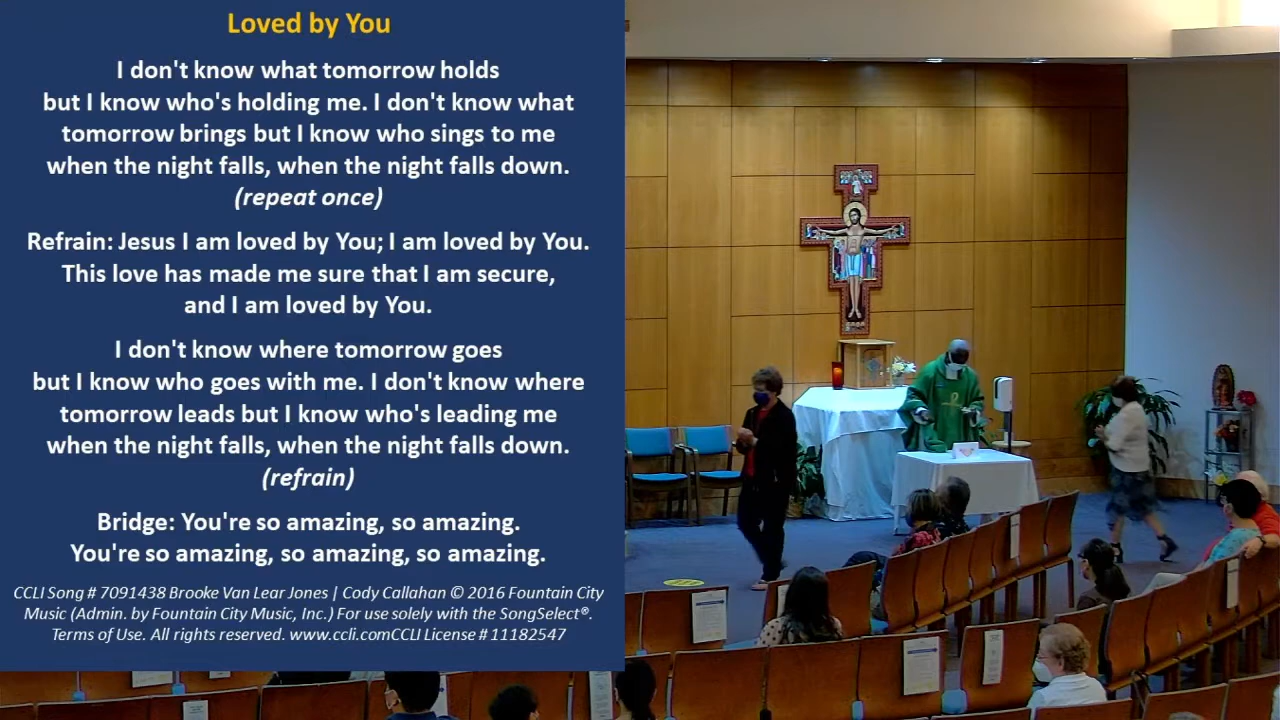 Loved by You
I don't know what tomorrow holds
but I know who's holding me. I don't know what
tomorrow brings but I know who sings to me
when the night falls, when the night falls down.
(repeat once)
Refrain: Jesus I am loved by You; I am loved by You.
This love has made me sure that I am secure,
and I am loved by You.
I don't know where tomorrow goes
but I know who goes with me. I don't know where
tomorrow leads but I know who's leading me
when the night falls, when the night falls down.
(refrain)
Bridge: You're so amazing, so amazing.
You're so amazing, so amazing, so amazing.
CCLI Song # 7091438 Brooke Van Lear Jones | Cody Callahan © 2016 Fountain City
Music (Admin. by Fountain City Music, Inc.) For use solely with the SongSelect®.
Terms of Use. All rights reserved. www.ccli.comCCLI License # 11182547